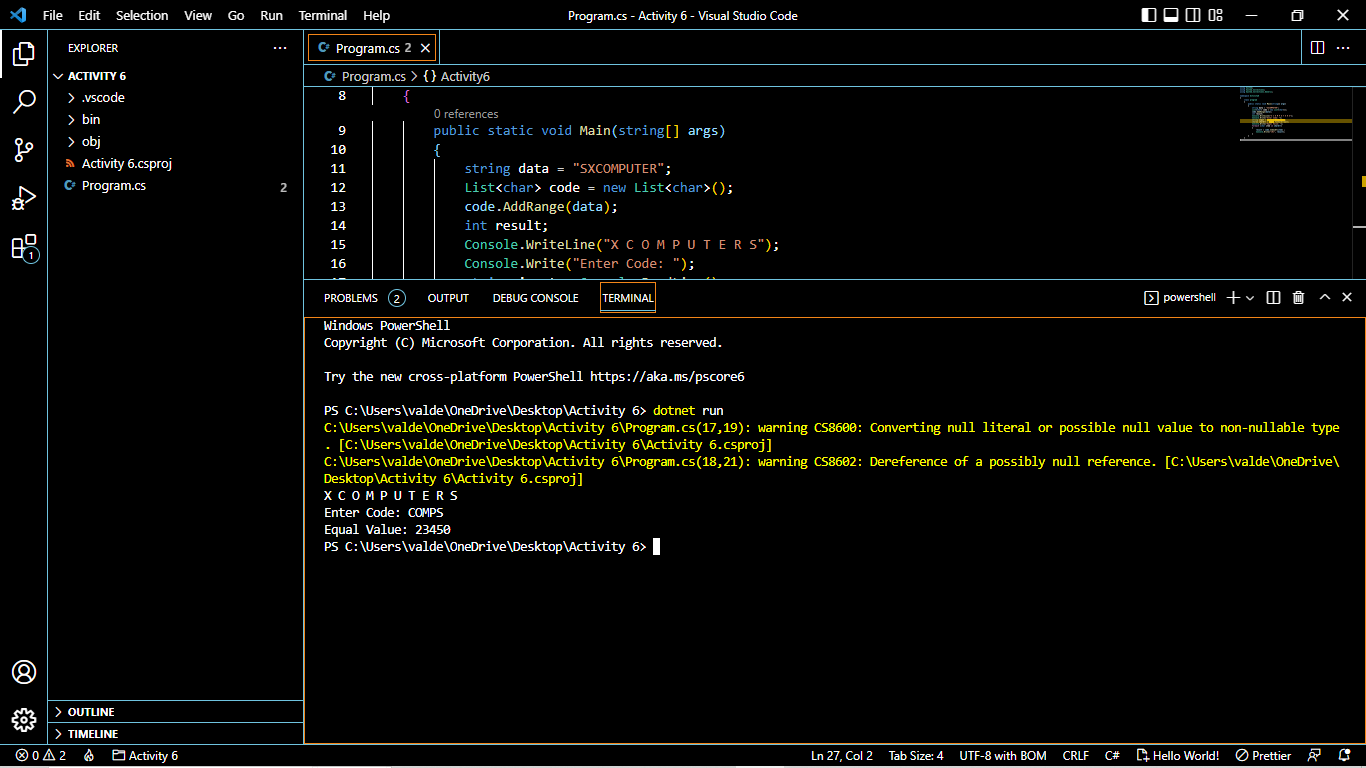 File Edit Selection View Go Run Terminal Help
Program.cs - Activity 6 - Visual Studio Code
EXPLORER
ACTIVITY 6
.vscode
bin
obj
Activity 6.csproj
Program.cs 2
1
Program.cs 2
Program.cs > {} Activity6
8 {
0 references
9 public static void Main(string[] args)
10 {
11 string data = "SXCOMPUTER";
12 List<char> code = new List<char>();
13 code.AddRange(data);
14 int result;
15 Console.WriteLine("X C O M P U T E R S");
16 Console.Write("Enter Code: ");
PROBLEMS 2 OUTPUT DEBUG CONSOLE TERMINAL
powershell
Windows PowerShell
Copyright (C) Microsoft Corporation. All rights reserved.
Try the new cross-platform PowerShell https://aka.ms/pscore6
PS C:\Users\valde\OneDrive\Desktop\Activity 6> dotnet run
C:\Users\valde\OneDrive\Desktop\Activity 6\Program.cs(17,19): warning CS8600: Converting null literal or possible null value to non-nullable type
. [C:\Users\valde\OneDrive\Desktop\Activity 6\Activity 6.csproj]
C:\Users\valde\OneDrive\Desktop\Activity 6\Program.cs(18,21): warning CS8602: Dereference of a possibly null reference. [C:\Users\valde\OneDrive\
Desktop\Activity 6\Activity 6.csproj]
X C O M P U T E R S
Enter Code: COMPS
Equal Value: 23450
PS C:\Users\valde\OneDrive\Desktop\Activity 6>
OUTLINE
TIMELINE
0 2 Activity 6
Ln 27, Col 2 Tab Size: 4 UTF-8 with BOM CRLF C# Hello World! Prettier